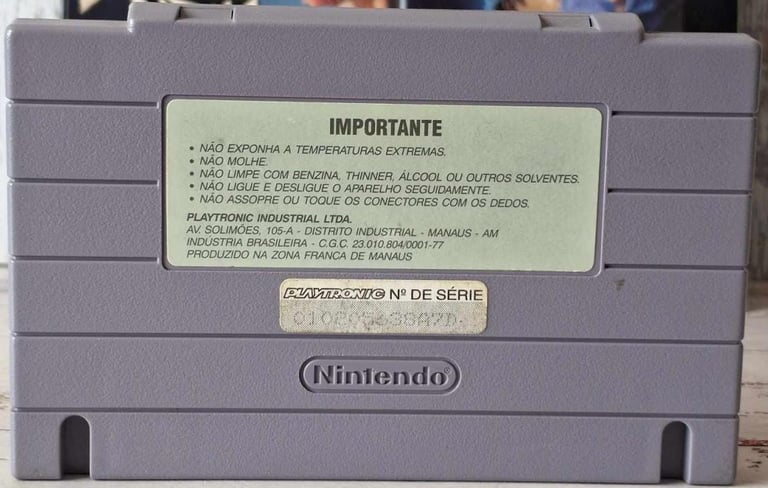 IMPORTANTE
• NÃO EXPONHA A TEMPERATURAS EXTREMAS.
• NÃO MOLHE.
• NÃO LIMPE COM BENZINA, THINNER, ÁLCOOL OU OUTROS SOLVENTES.
• NÃO LIGUE E DESLIGUE O APARELHO SEGUIDAMENTE.
• NÃO ASSOPRE OU TOQUE OS CONECTORES COM OS DEDOS.
PLAYTRONIC INDUSTRIAL LTDA.
AV. SOLIMÕES, 105-A - DISTRITO INDUSTRIAL - MANAUS - AM
INDÚSTRIA BRASILEIRA - C.G.C. 23.010.804/0001-77
PRODUZIDO NA ZONA FRANCA DE MANAUS
PLAYTRONIC Nº DE SÉRIE
Nintendo